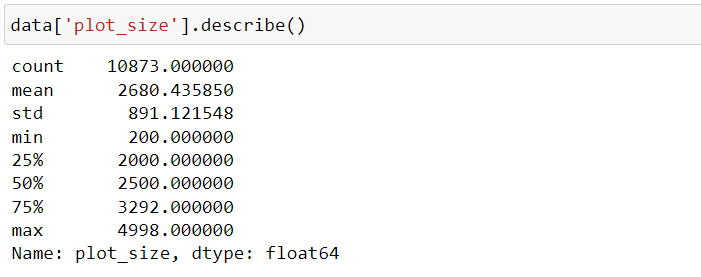 data['plot_size'].describe()
count    10873.000000
mean      2680.435850
std        891.121548
min        200.000000
25%       2000.000000
50%       2500.000000
75%       3292.000000
max       4998.000000
Name: plot_size, dtype: float64